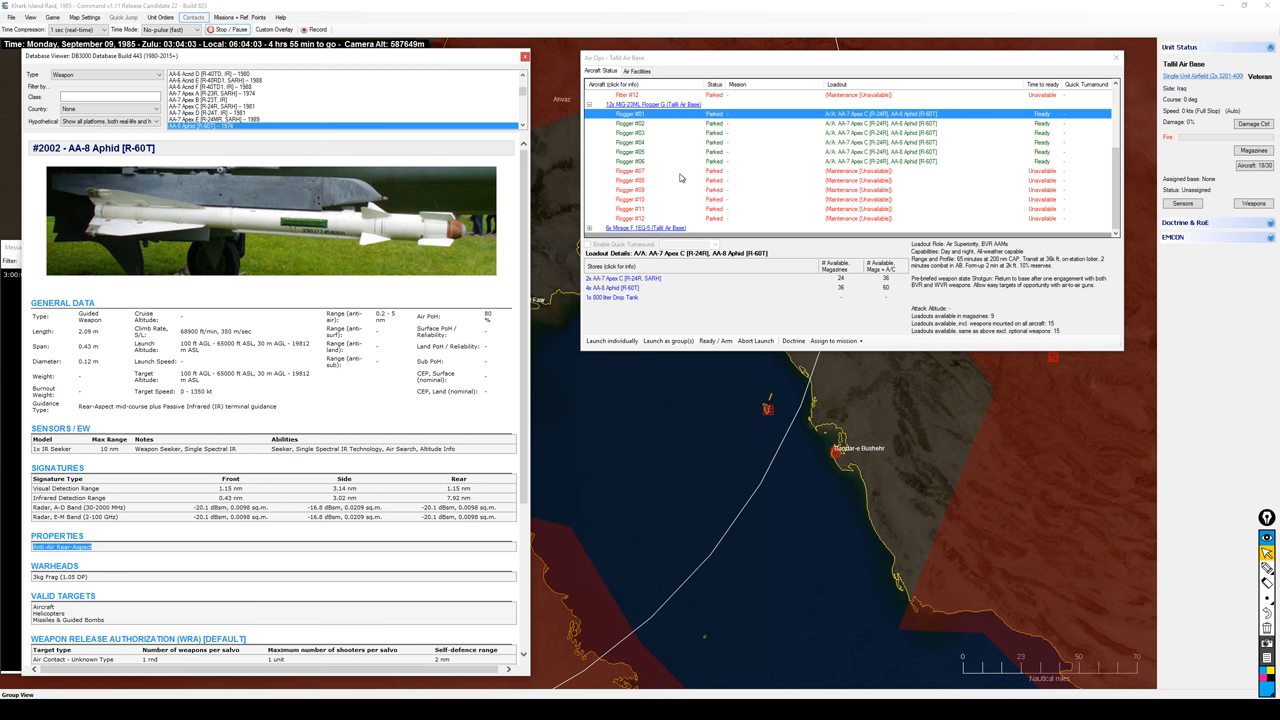 Khark Island Raid, 1985 - Command v1.11 Release Candidate 22 - Build 823
File View Game Map Settings Quick Jump Unit Orders Contacts Missions + Ref. Points Help
Time Compression: 1 sec (real-time) Time Mode: No-pulse (fast) Stop / Pause Custom Overlay Record
Time: Monday, September 09, 1985 - Zulu: 03:04:03 - Local: 06:04:03 - 4 hrs 55 min to go - Camera Alt: 587649m
Database Viewer: DB3000 Database Build 443 (1980-2015+)
Type Weapon
Filter by...
Class:
Country: None
Hypothetical: Show all platforms, both real-life and h
AA-6 Acrid D [R-40TD, IR] -- 1980
AA-6 Acrid C [R-40RD1, SARH] -- 1988
AA-6 Acrid D [R-40TD1, IR] -- 1988
AA-7 Apex A [R-23R, SARH] -- 1974
AA-7 Apex B [R-23T, IR]
AA-7 Apex C [R-24R, SARH] -- 1981
AA-7 Apex D [R-24T, IR] -- 1981
AA-7 Apex E [R-24MR, SARH] -- 1989
AA-8 Aphid [R-60T] -- 1974
#2002 - AA-8 Aphid [R-60T]
GENERAL DATA
Type: Guided Weapon Cruise Altitude: - Range (anti-air): 0.2 - 5 nm Air PoH: 80 %
Length: 2.09 m Climb Rate, S/L: 68900 ft/min, 350 m/sec Range (anti-surf): - Surface PoH / Reliability: -
Span: 0.43 m Launch Altitude: 100 ft AGL - 65000 ft ASL, 30 m AGL - 19812 m ASL Range (anti-land): - Land PoH / Reliability: -
Diameter: 0.12 m Launch Speed: - Range (anti-sub): - Sub PoH: -
Weight: - Target Altitude: 100 ft AGL - 65000 ft ASL, 30 m AGL - 19812 m ASL CEP, Surface (nominal): -
Burnout Weight: - Target Speed: 0 - 1350 kt CEP, Land (nominal): -
Guidance Type: Rear-Aspect mid-course plus Passive Infrared (IR) terminal guidance
SENSORS / EW
Model Max Range Notes Abilities
1x IR Seeker 10 nm Weapon Seeker, Single Spectral IR Seeker, Single Spectral IR Technology, Air Search, Altitude Info
SIGNATURES
Signature Type Front Side Rear
Visual Detection Range 1.15 nm 3.14 nm 1.15 nm
Infrared Detection Range 0.43 nm 3.02 nm 7.92 nm
Radar, A-D Band (30-2000 MHz) -20.1 dBsm, 0.0098 sq.m. -16.8 dBsm, 0.0209 sq.m. -20.1 dBsm, 0.0098 sq.m.
Radar, E-M Band (2-100 GHz) -20.1 dBsm, 0.0098 sq.m. -16.8 dBsm, 0.0209 sq.m. -20.1 dBsm, 0.0098 sq.m.
PROPERTIES
Anti-Air Rear-Aspect
WARHEADS
3kg Frag (1.05 DP)
VALID TARGETS
Aircraft
Helicopters
Missiles & Guided Bombs
WEAPON RELEASE AUTHORIZATION (WRA) [DEFAULT]
Target type Number of weapons per salvo Maximum number of shooters per salvo Self-defence range
Air Contact - Unknown Type 1 rnd 1 unit 2 nm
Messa
Filter:
3:00:
Group View
Ahvaz
Faw
Air Ops - Tallil Air Base
Aircraft Status Air Facilities
Aircraft (click for info) Status Mission Loadout Time to ready Quick Turnaround
Fitter #12 Parked - (Maintenance [Unavailable]) Unavailable -
12x MiG-23ML Flogger G (Tallil Air Base)
Flogger #01 Parked - A/A: AA-7 Apex C [R-24R], AA-8 Aphid [R-60T] Ready -
Flogger #02 Parked - A/A: AA-7 Apex C [R-24R], AA-8 Aphid [R-60T] Ready -
Flogger #03 Parked - A/A: AA-7 Apex C [R-24R], AA-8 Aphid [R-60T] Ready -
Flogger #04 Parked - A/A: AA-7 Apex C [R-24R], AA-8 Aphid [R-60T] Ready -
Flogger #05 Parked - A/A: AA-7 Apex C [R-24R], AA-8 Aphid [R-60T] Ready -
Flogger #06 Parked - A/A: AA-7 Apex C [R-24R], AA-8 Aphid [R-60T] Ready -
Flogger #07 Parked - (Maintenance [Unavailable]) Unavailable -
Flogger #08 Parked - (Maintenance [Unavailable]) Unavailable -
Flogger #09 Parked - (Maintenance [Unavailable]) Unavailable -
Flogger #10 Parked - (Maintenance [Unavailable]) Unavailable -
Flogger #11 Parked - (Maintenance [Unavailable]) Unavailable -
Flogger #12 Parked - (Maintenance [Unavailable]) Unavailable -
6x Mirage F.1EQ-5 (Tallil Air Base)
Enable Quick Turnaround
Loadout Details: A/A: AA-7 Apex C [R-24R], AA-8 Aphid [R-60T]
Stores (click for info) # Available, Magazines # Available, Mags + A/C
2x AA-7 Apex C [R-24R, SARH] 24 36
4x AA-8 Aphid [R-60T] 36 60
1x 800 liter Drop Tank - -
Loadout Role: Air Superiority, BVR AAMs
Capabilities: Day and night, All-weather capable
Range and Profile: 65 minutes at 200 nm CAP. Transit at 36k ft, on-station loiter, 2
minutes combat in AB. Form-up 2 min at 2k ft. 10% reserves.
Pre-briefed weapon state Shotgun: Return to base after one engagement with both
BVR and WVR weapons. Allow easy targets of opportunity with air-to-air guns.
Attack Altitude: -
Loadouts available in magazines: 9
Loadouts available, incl. weapons mounted on all aircraft: 15
Loadouts available, same as above excl. optional weapons: 15
Launch individually Launch as group(s) Ready / Arm Abort Launch Doctrine Assign to mission
Bandar-e Bushehr
0 23 47 70
Nautical miles
Unit Status
Tallil Air Base
Single-Unit Airfield (2x 3201-400 Veteran
Side: Iraq
Course: 0 deg
Speed: 0 kts (Full Stop) (Auto)
Damage: 0% Damage Ctrl
Fire:
Magazines
Aircraft: 18/30
Assigned base: None
Status: Unassigned
Sensors Weapons
Doctrine & RoE
EMCON